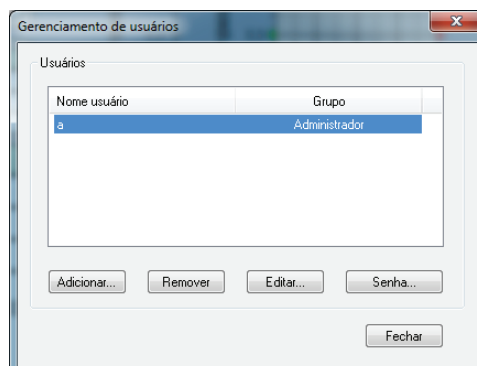 Gerenciamento de usuários
Usuários
Nome usuário Grupo
a Administrador
Adicionar... Remover Editar... Senha...
Fechar